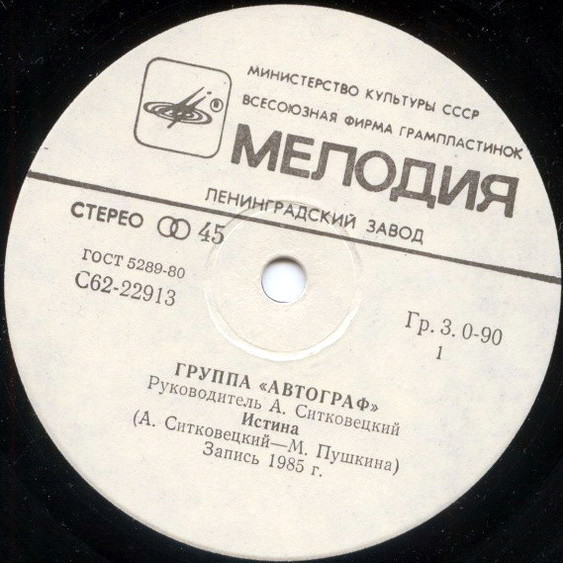 МИНИСТЕРСТВО КУЛЬТУРЫ СССР
ВСЕСОЮЗНАЯ ФИРМА ГРАМПЛАСТИНОК
®
МЕЛОДИЯ
ЛЕНИНГРАДСКИЙ ЗАВОД
СТЕРЕО 45
ГОСТ 5289-80
С62-22913
Гр. 3. 0-90
1
ГРУППА «АВТОГРАФ»
Руководитель А. Ситковецкий
Истина
(А. Ситковецкий—М. Пушкина)
Запись 1985 г.